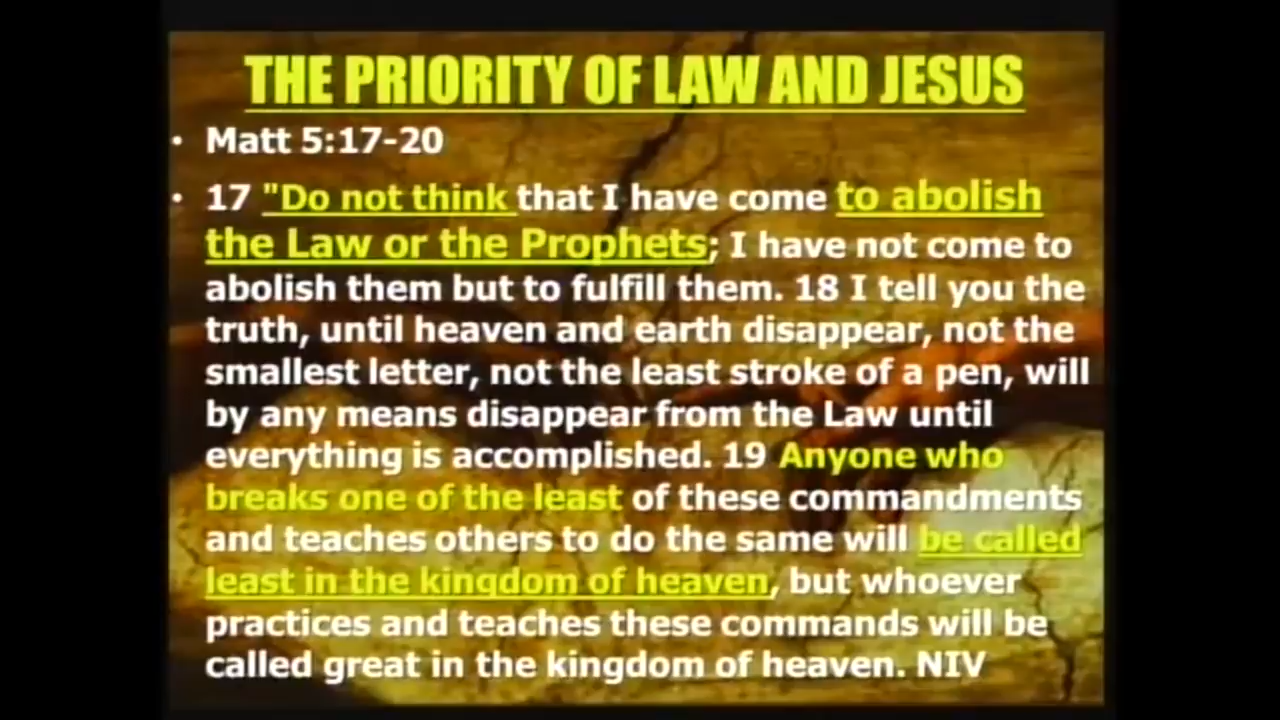 THE PRIORITY OF LAW AND JESUS
• Matt 5:17-20
• 17 "Do not think that I have come to abolish
the Law or the Prophets; I have not come to
abolish them but to fulfill them. 18 I tell you the
truth, until heaven and earth disappear, not the
smallest letter, not the least stroke of a pen, will
by any means disappear from the Law until
everything is accomplished. 19 Anyone who
breaks one of the least of these commandments
and teaches others to do the same will be called
least in the kingdom of heaven, but whoever
practices and teaches these commands will be
called great in the kingdom of heaven. NIV